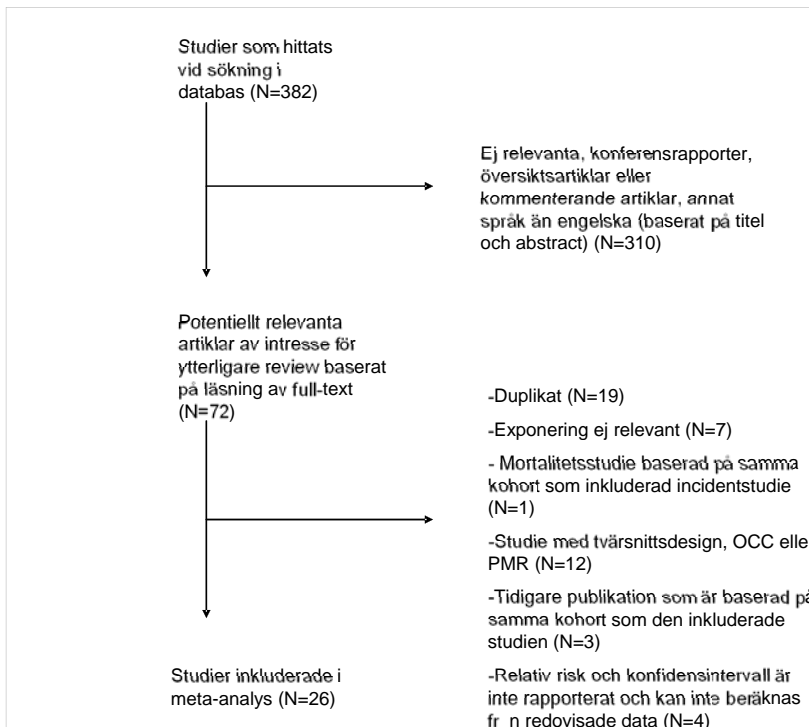 Studier som hittats
vid sökning i
databas (N=382)
Ej relevanta, konferensrapporter,
översiktsartiklar eller
kommenterande artiklar, annat
språk än engelska (baserat på titel
och abstract) (N=310)
Potentiellt relevanta
artiklar av intresse för
ytterligare review baserat
på läsning av full-text
(N=72)
-Duplikat (N=19)
-Exponering ej relevant (N=7)
- Mortalitetsstudie baserad på samma
kohort som inkluderad incidentstudie
(N=1)
-Studie med tvärsnittsdesign, OCC elle
PMR (N=12)
-Tidigare publikation som är baserad på
samma kohort som den inkluderade
studien (N=3)
-Relativ risk och konfidensintervall är
inte rapporterat och kan inte beräknas
fr n redovisade data (N=4)
Studier inkluderade i
meta-analys (N=26)